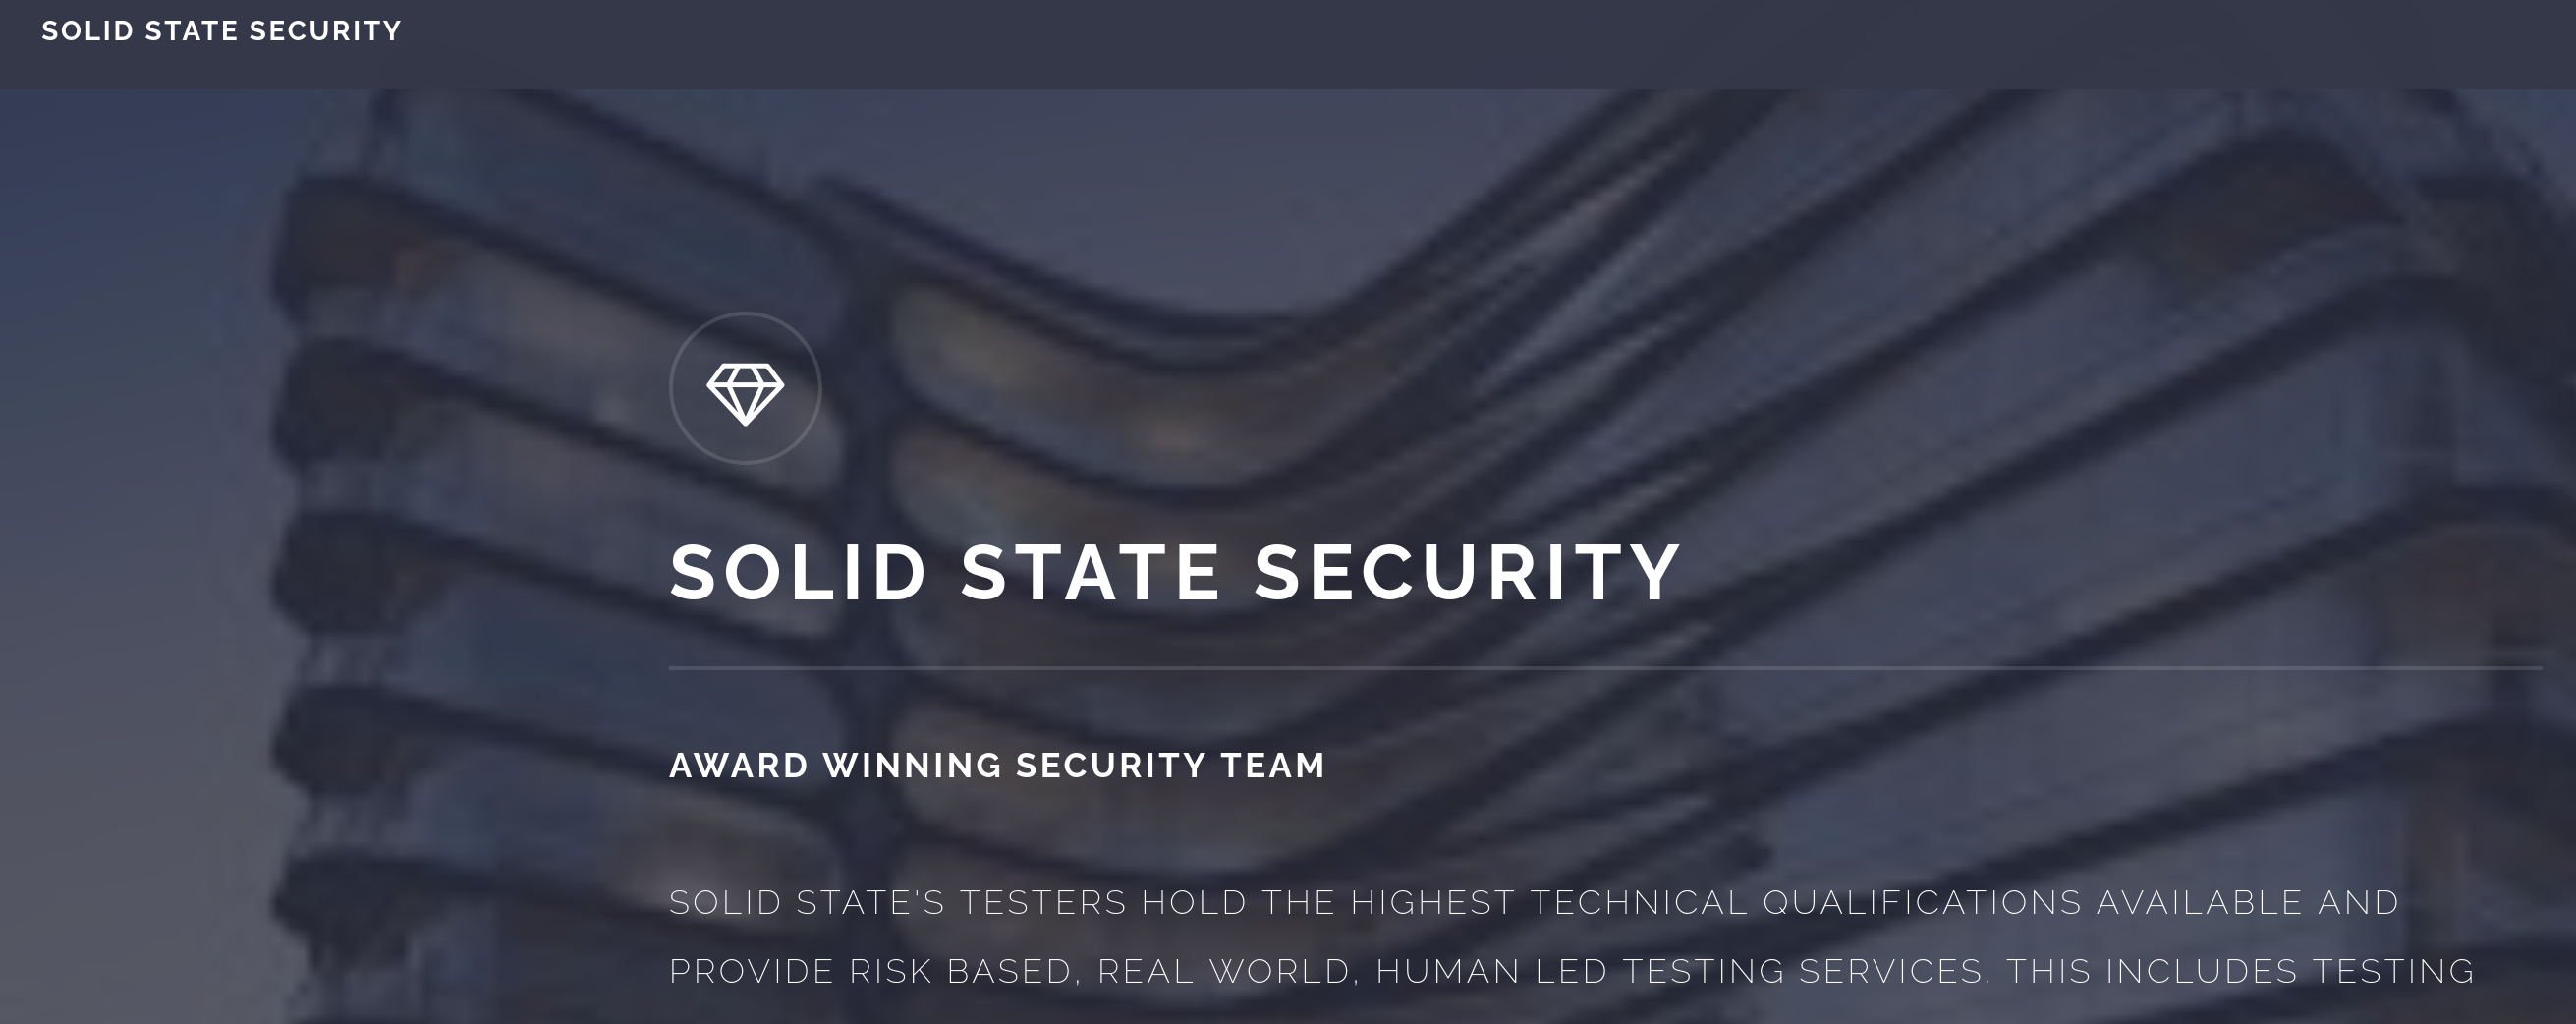 SOLID STATE SECURITY
SOLID STATE SECURITY
AWARD WINNING SECURITY TEAM
SOLID STATE'S TESTERS HOLD THE HIGHEST TECHNICAL QUALIFICATIONS AVAILABLE AND
PROVIDE RISK BASED, REAL WORLD, HUMAN LED TESTING SERVICES. THIS INCLUDES TESTING